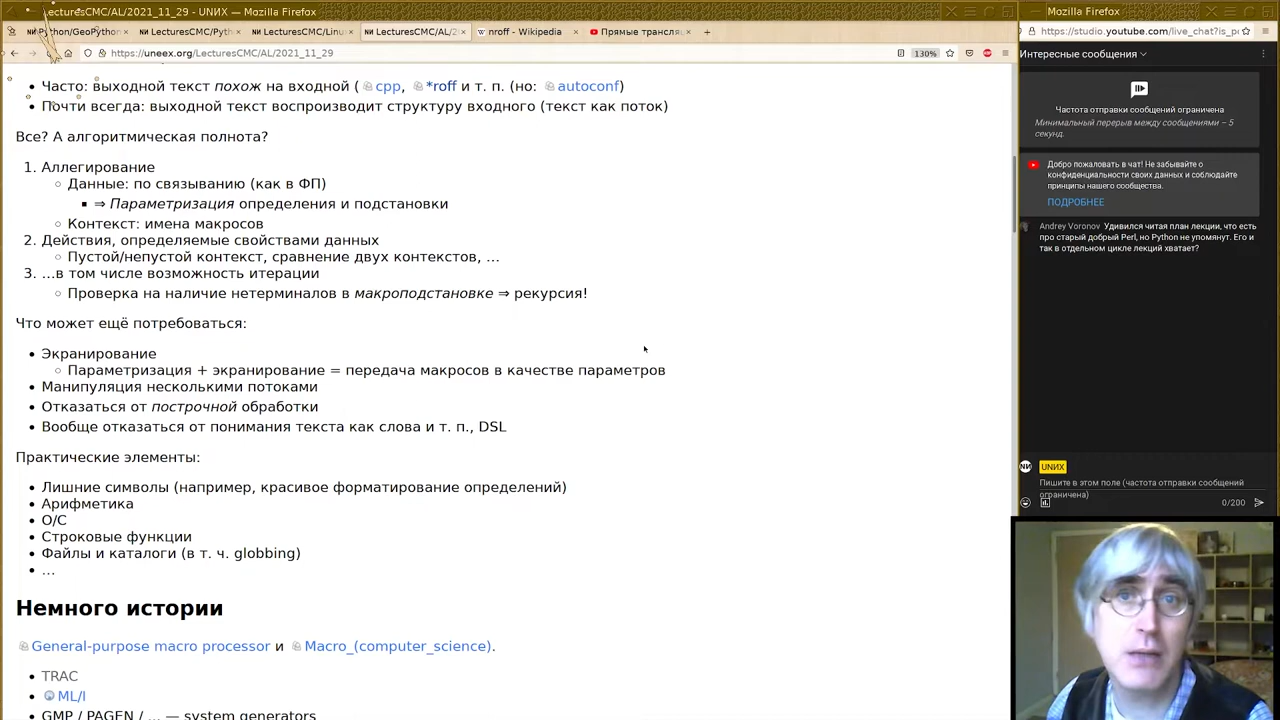 LecturesCMC/AL/2021_11_29 - UNИX — Mozilla Firefox
Python/GeoPython
LecturesCMC/Pyth
LecturesCMC/Linu
LecturesCMC/AL/2
nroff - Wikipedia
Прямые трансляц
https://uneex.org/LecturesCMC/AL/2021_11_29
130%
Часто: выходной текст похож на входной ( cpp, *roff и т. п. (но: autoconf)
Почти всегда: выходной текст воспроизводит структуру входного (текст как поток)
Все? А алгоритмическая полнота?
1. Аллегирование
Данные: по связыванию (как в ФП)
⇒ Параметризация определения и подстановки
Контекст: имена макросов
2. Действия, определяемые свойствами данных
Пустой/непустой контекст, сравнение двух контекстов, …
3. …в том числе возможность итерации
Проверка на наличие нетерминалов в макроподстановке ⇒ рекурсия!
Что может ещё потребоваться:
Экранирование
Параметризация + экранирование = передача макросов в качестве параметров
Манипуляция несколькими потоками
Отказаться от построчной обработки
Вообще отказаться от понимания текста как слова и т. п., DSL
Практические элементы:
Лишние символы (например, красивое форматирование определений)
Арифметика
О/С
Строковые функции
Файлы и каталоги (в т. ч. globbing)
…
Немного истории
General-purpose macro processor и Macro_(computer_science).
TRAC
ML/I
GMP / PAGEN / … — system generators
Mozilla Firefox
https://studio.youtube.com/live_chat?is_p
Интересные сообщения
Частота отправки сообщений ограничена
Минимальный перерыв между сообщениями – 5
секунд.
Добро пожаловать в чат! Не забывайте о
конфиденциальности своих данных и соблюдайте
принципы нашего сообщества.
ПОДРОБНЕЕ
Andrey Voronov Удивился читая план лекции, что есть
про старый добрый Perl, но Python не упомянут. Его и
так в отдельном цикле лекций хватает?
UNИX
Пишите в этом поле (частота отправки сообщений
ограничена)
0/200